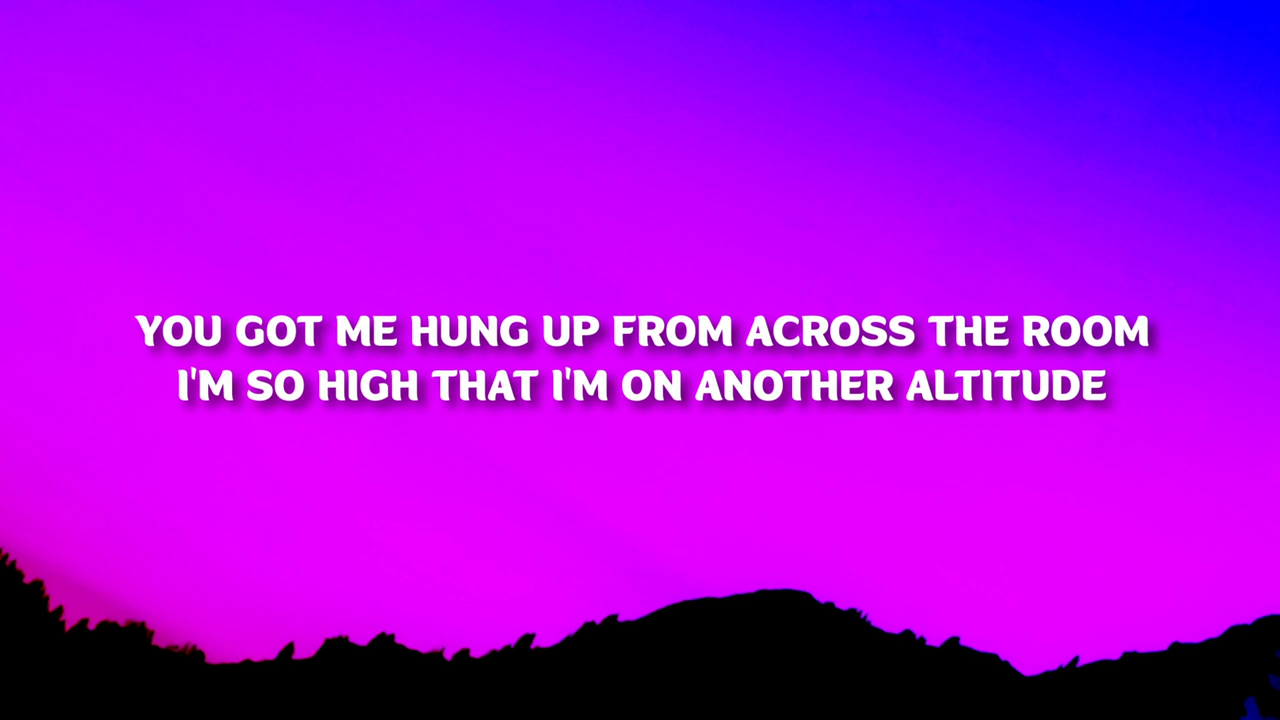 YOU GOT ME HUNG UP FROM ACROSS THE ROOM
I'M SO HIGH THAT I'M ON ANOTHER ALTITUDE